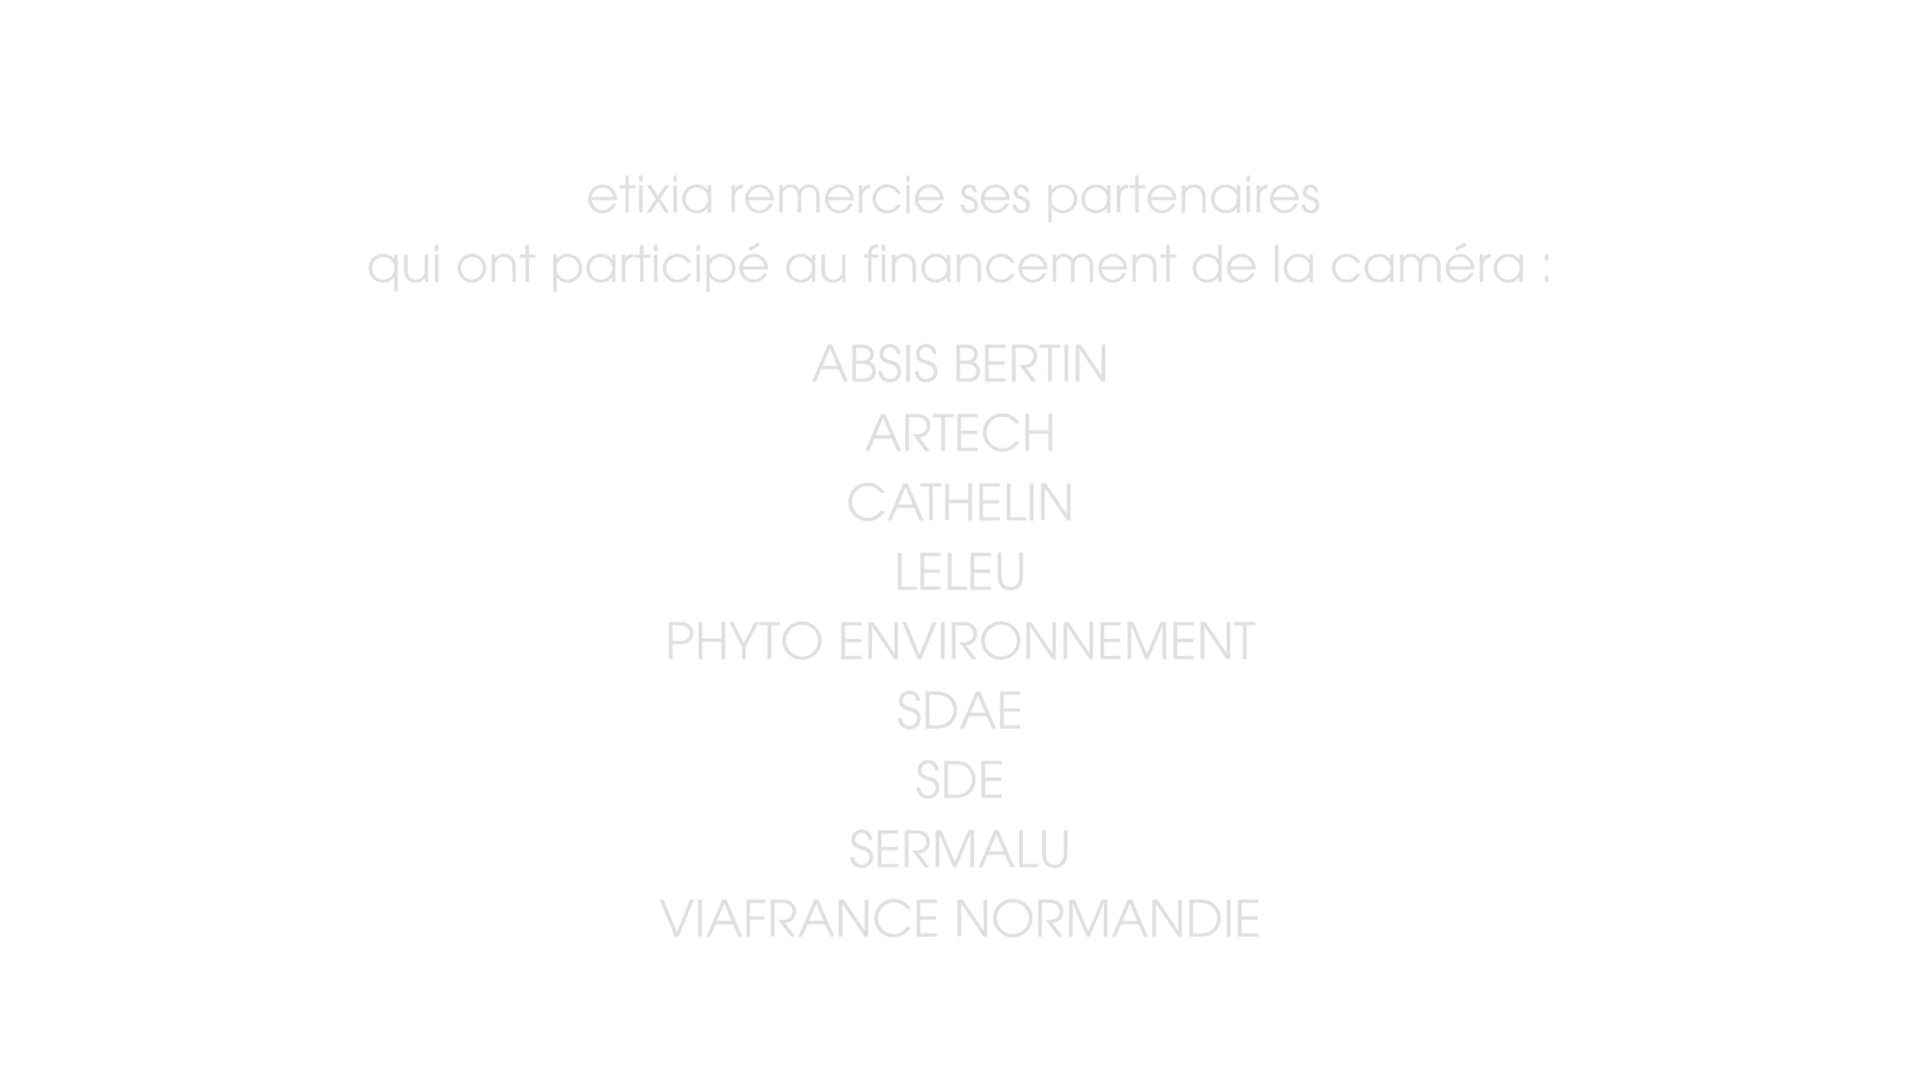 etixia remercie ses partenaires
qui ont participé au financement de la caméra :
ABSIS BERTIN
ARTECH
CATHELIN
LELEU
PHYTO ENVIRONNEMENT
SDAE
SDE
SERMALU
VIAFRANCE NORMANDIE